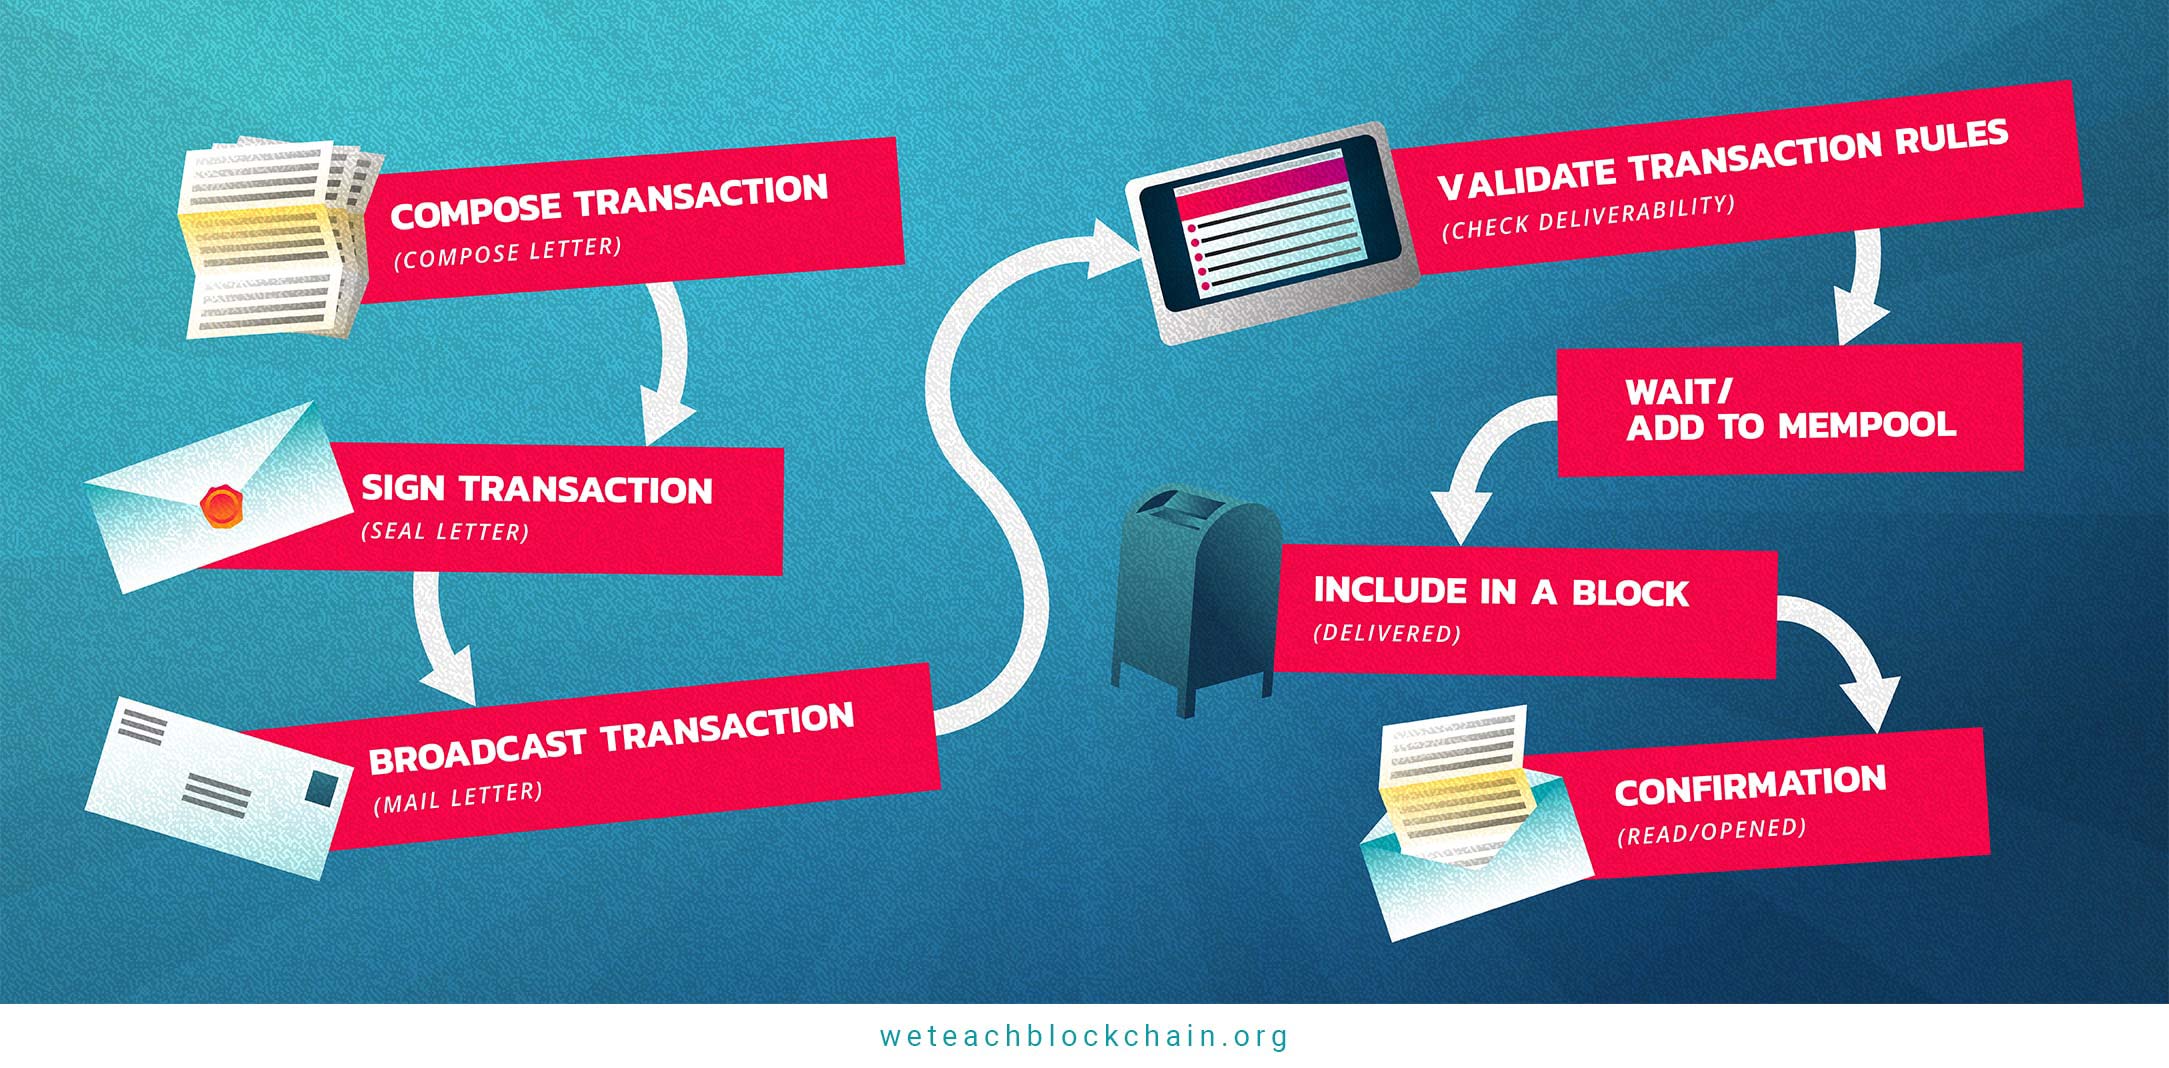 COMPOSE TRANSACTION
(COMPOSE LETTER)
SIGN TRANSACTION
(SEAL LETTER)
BROADCAST TRANSACTION
(MAIL LETTER)
VALIDATE TRANSACTION RULES
(CHECK DELIVERABILITY)
WAIT/
ADD TO MEMPOOL
INCLUDE IN A BLOCK
(DELIVERED)
CONFIRMATION
(READ/OPENED)
weteachblockchain.org